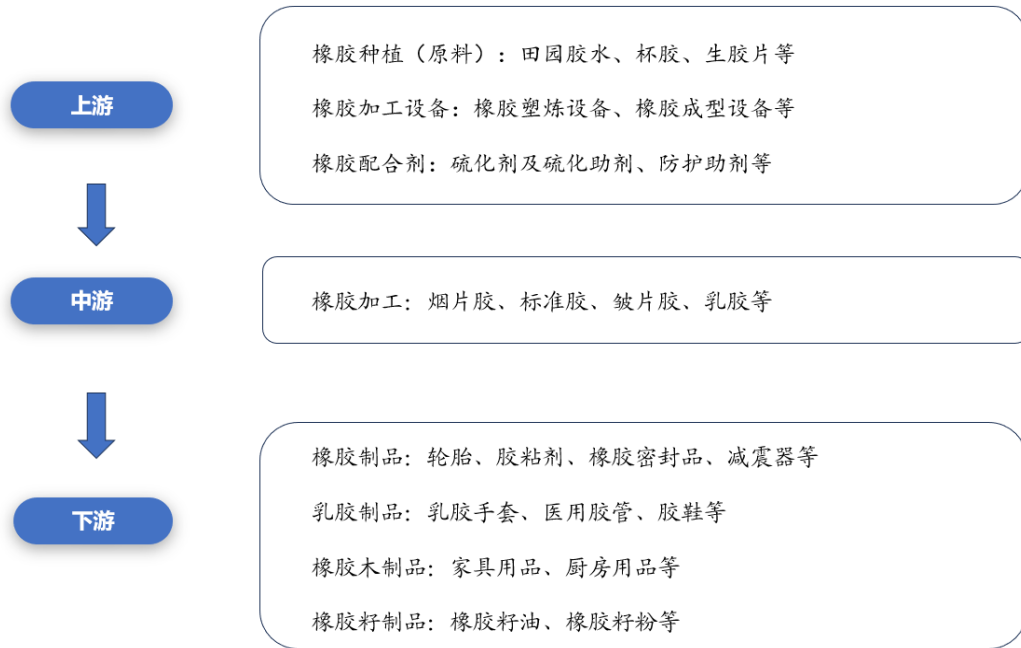 上游
橡胶种植（原料）：田园胶水、杯胶、生胶片等
橡胶加工设备：橡胶塑炼设备、橡胶成型设备等
橡胶配合剂：硫化剂及硫化助剂、防护助剂等
中游
橡胶加工：烟片胶、标准胶、皱片胶、乳胶等
下游
橡胶制品：轮胎、胶粘剂、橡胶密封品、减震器等
乳胶制品：乳胶手套、医用胶管、胶鞋等
橡胶木制品：家具用品、厨房用品等
橡胶籽制品：橡胶籽油、橡胶籽粉等